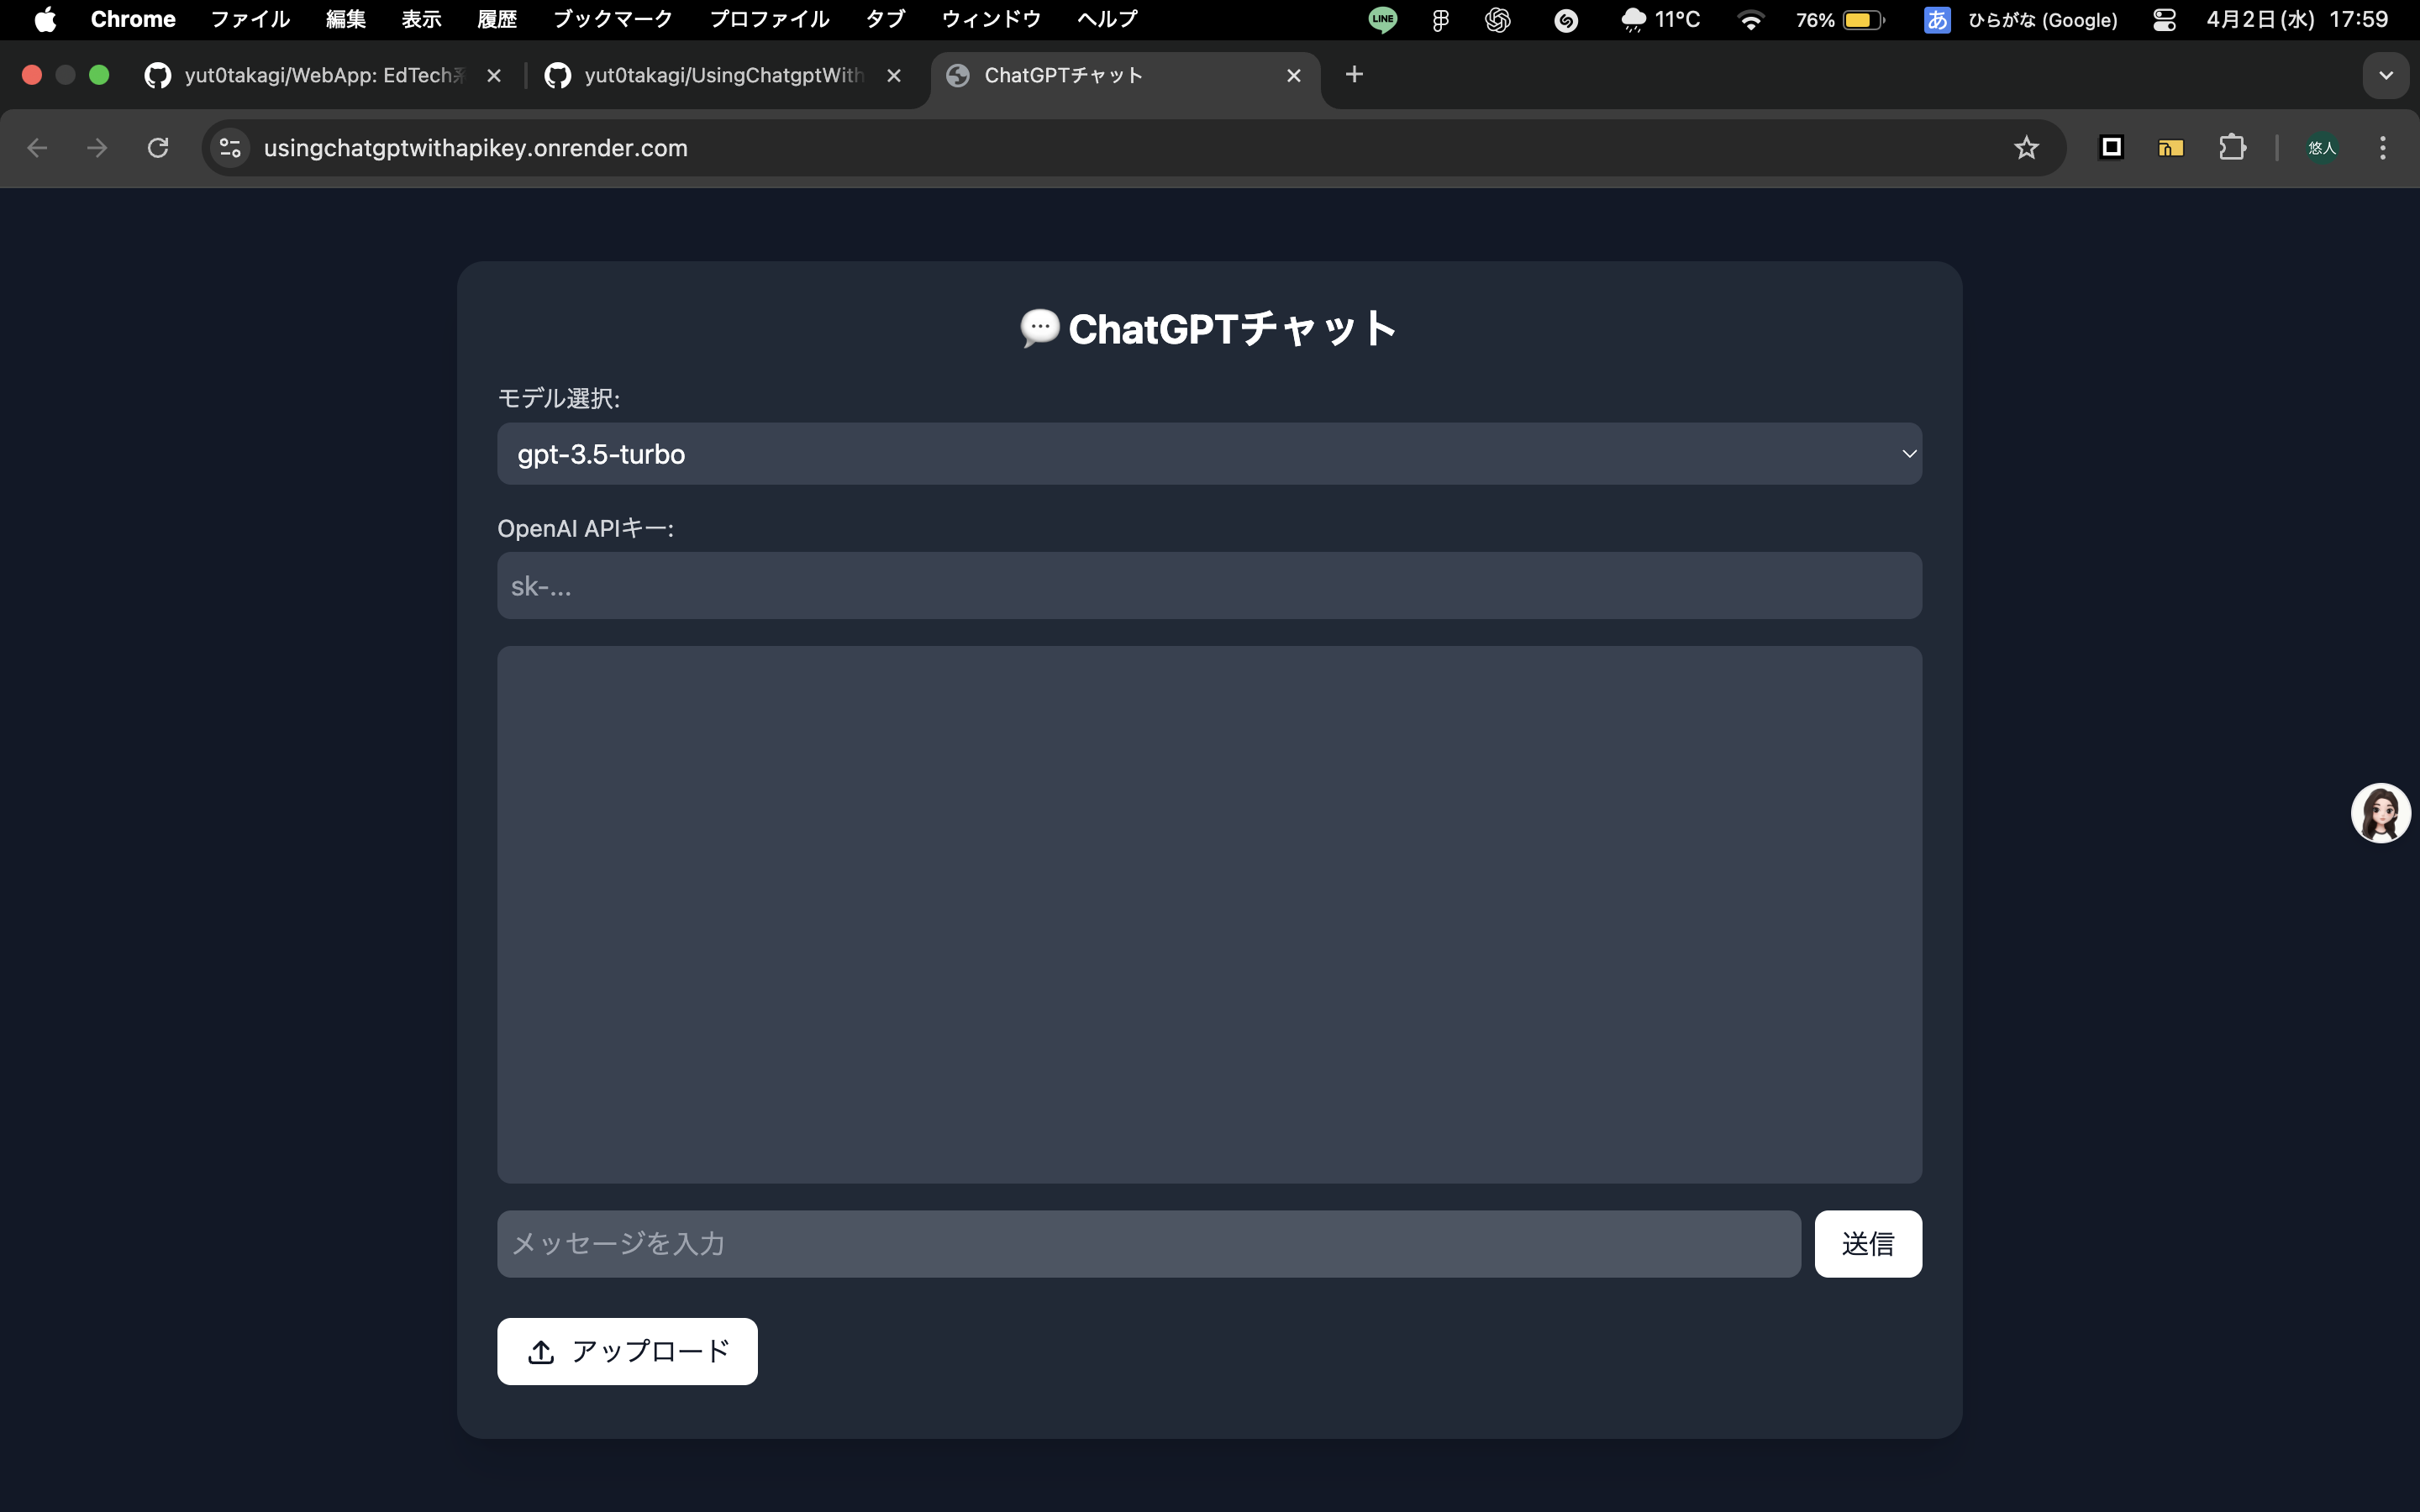 Chrome ファイル 編集 表示 履歴 ブックマーク プロファイル タブ ウィンドウ ヘルプ LINE 11°C 76% あ ひらがな (Google) 4月2日(水) 17:59
yut0takagi/WebApp: EdTech系 yut0takagi/UsingChatgptWith ChatGPTチャット
usingchatgptwithapikey.onrender.com 悠人
ChatGPTチャット
モデル選択:
gpt-3.5-turbo
OpenAI APIキー:
sk-...
メッセージを入力 送信
アップロード